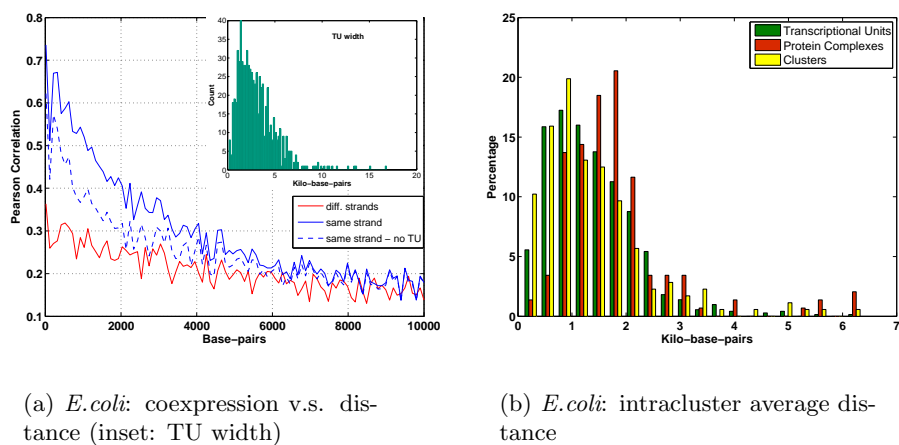 0.8
0.7
0.6
0.5
0.4
0.3
0.2
0.1
Pearson Correlation
0
2000
4000
6000
8000
10000
Base−pairs
40
35
30
25
20
15
10
5
0
Count
TU width
0
5
10
15
20
Kilo−base−pairs
diff. strands
same strand
same strand − no TU
25
20
15
10
5
0
Percentage
Transcriptional Units
Protein Complexes
Clusters
0
1
2
3
4
5
6
7
Kilo−base−pairs
(a) E.coli: coexpression v.s. dis-
tance (inset: TU width)
(b) E.coli: intracluster average dis-
tance